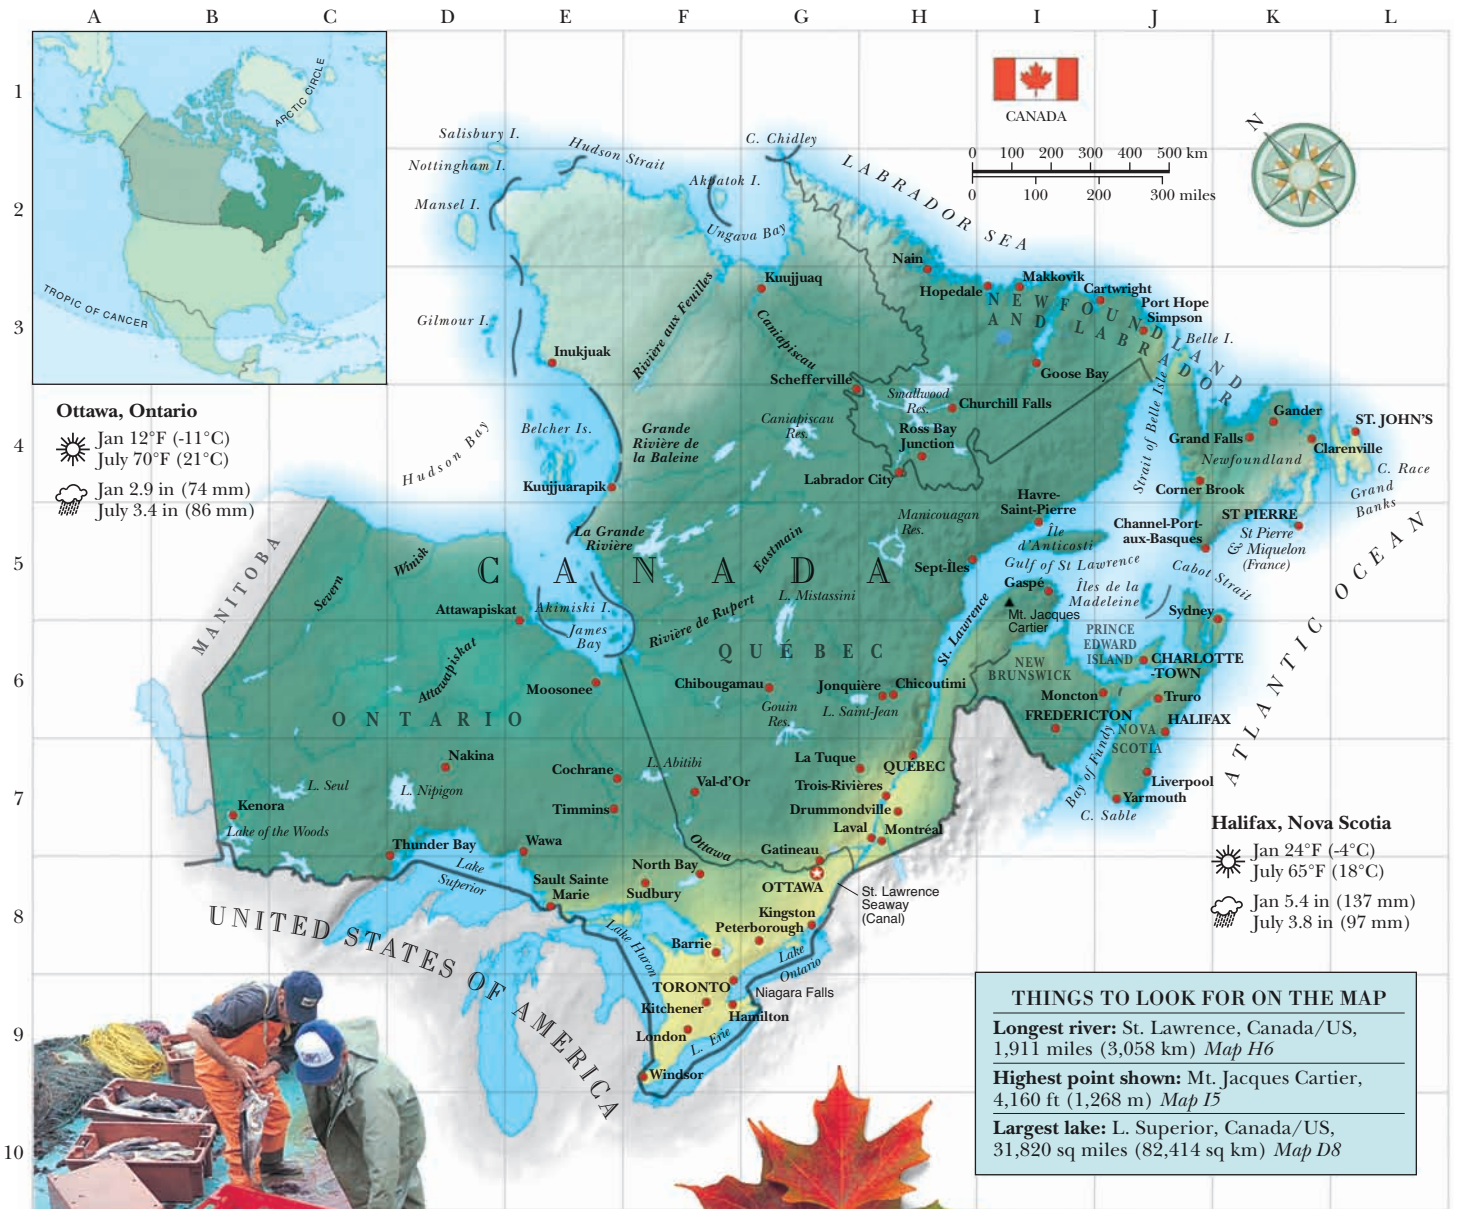 A B C D E F G H I J K L
1
2
3
4
5
6
7
8
9
10
ARCTIC CIRCLE
TROPIC OF CANCER
CANADA
N
0 100 200 300 400 500 km
0 100 200 300 miles
Salisbury I.
Nottingham I.
Mansel I.
Hudson Strait
C. Chidley
Akpatok I.
Ungava Bay
LABRADOR SEA
Nain
Hopedale
Makkovik
Cartwright
Port Hope
Simpson
NEWFOUNDLAND
AND LABRADOR
Belle I.
Kuujjuaq
Caniapiscau
Rivière aux Feuilles
Gilmour I.
Inukjuak
Goose Bay
Schefferville
Smallwood
Res.
Churchill Falls
Ross Bay
Junction
Labrador City
Caniapiscau
Res.
Grande
Rivière de
la Baleine
Belcher Is.
Hudson Bay
Kuujjuarapik
La Grande
Rivière
Strait of Belle Isle
Gander
ST. JOHN'S
Grand Falls
Clarenville
Newfoundland
C. Race
Corner Brook
Grand
Banks
ST PIERRE
St Pierre
& Miquelon
(France)
Channel-Port-
aux-Basques
Havre-
Saint-Pierre
Île
d'Anticosti
Gulf of St Lawrence
Manicouagan
Res.
Sept-Îles
Gaspé
Mt. Jacques
Cartier
Îles de la
Madeleine
Cabot Strait
Sydney
ATLANTIC OCEAN
Ottawa, Ontario
Jan 12°F (-11°C)
July 70°F (21°C)
Jan 2.9 in (74 mm)
July 3.4 in (86 mm)
MANITOBA
Severn
Winisk
CANADA
Eastmain
L. Mistassini
Attawapiskat
Akimiski I.
James
Bay
Rivière de Rupert
QUÉBEC
St. Lawrence
PRINCE
EDWARD
ISLAND
CHARLOTTE
-TOWN
NEW
BRUNSWICK
Moncton
Truro
FREDERICTON
HALIFAX
NOVA
SCOTIA
Bay of Fundy
Liverpool
Yarmouth
C. Sable
Attawapiskat
Moosonee
Chibougamau
Jonquière
Chicoutimi
L. Saint-Jean
Gouin
Res.
ONTARIO
Nakina
L. Seul
L. Nipigon
Cochrane
L. Abitibi
Val-d'Or
La Tuque
QUÉBEC
Trois-Rivières
Drummondville
Timmins
Kenora
Lake of the Woods
Laval
Montréal
Thunder Bay
Wawa
Ottawa
Gatineau
Lake
Superior
North Bay
Sudbury
OTTAWA
Sault Sainte
Marie
St. Lawrence
Seaway
(Canal)
Kingston
Peterborough
Barrie
Lake Huron
Lake
Ontario
TORONTO
Niagara Falls
Kitchener
Hamilton
London
L. Erie
Windsor
UNITED STATES OF AMERICA
Halifax, Nova Scotia
Jan 24°F (-4°C)
July 65°F (18°C)
Jan 5.4 in (137 mm)
July 3.8 in (97 mm)
THINGS TO LOOK FOR ON THE MAP
Longest river: St. Lawrence, Canada/US,
1,911 miles (3,058 km) Map H6
Highest point shown: Mt. Jacques Cartier,
4,160 ft (1,268 m) Map I5
Largest lake: L. Superior, Canada/US,
31,820 sq miles (82,414 sq km) Map D8